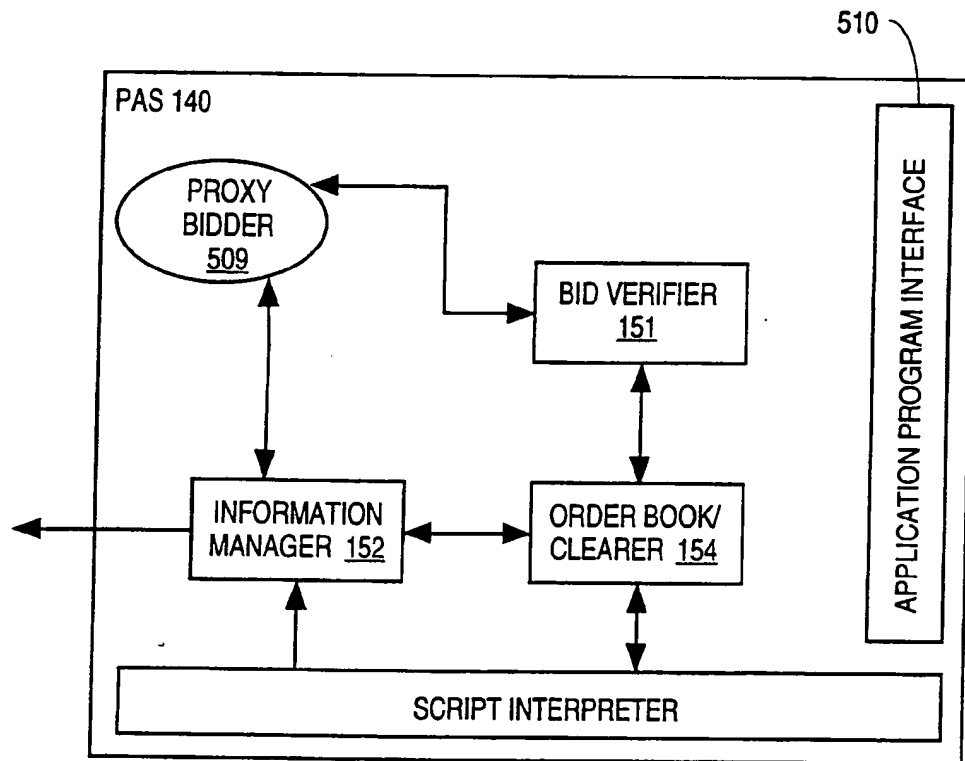 510
PAS 140
PROXY
BIDDER
509
BID VERIFIER
151
APPLICATION PROGRAM INTERFACE
INFORMATION
MANAGER 152
ORDER BOOK/
CLEARER 154
SCRIPT INTERPRETER